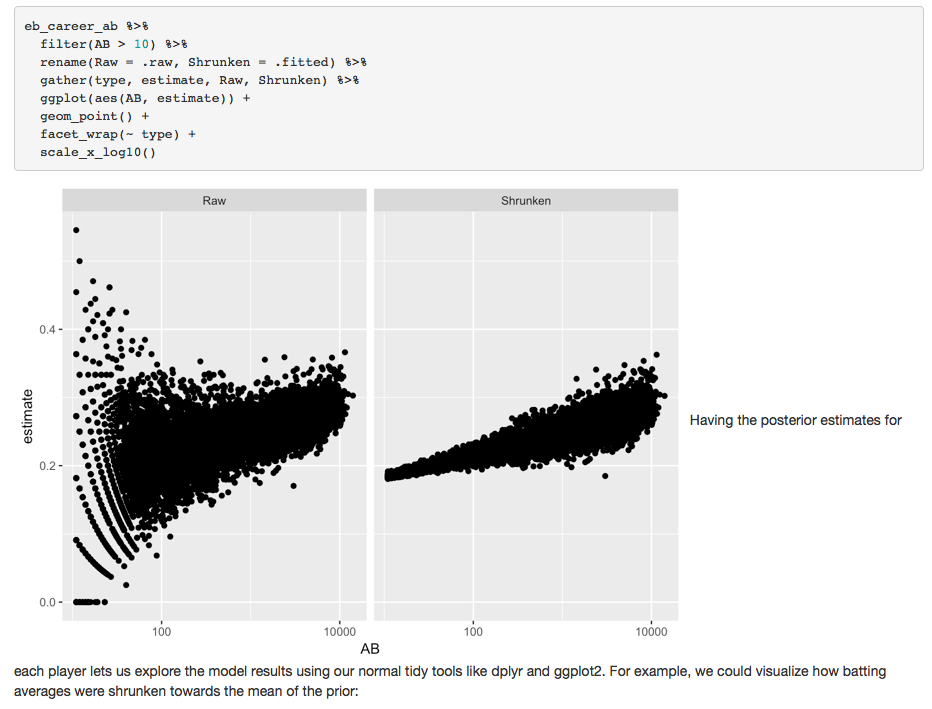 eb_career_ab %>%
filter(AB > 10) %>%
rename(Raw = .raw, Shrunken = .fitted) %>%
gather(type, estimate, Raw, Shrunken) %>%
ggplot(aes(AB, estimate)) +
geom_point() +
facet_wrap(~ type) +
scale_x_log10()
Raw
Shrunken
0.4
0.2
0.0
estimate
100
10000
100
10000
AB
Having the posterior estimates for
each player lets us explore the model results using our normal tidy tools like dplyr and ggplot2. For example, we could visualize how batting
averages were shrunken towards the mean of the prior: